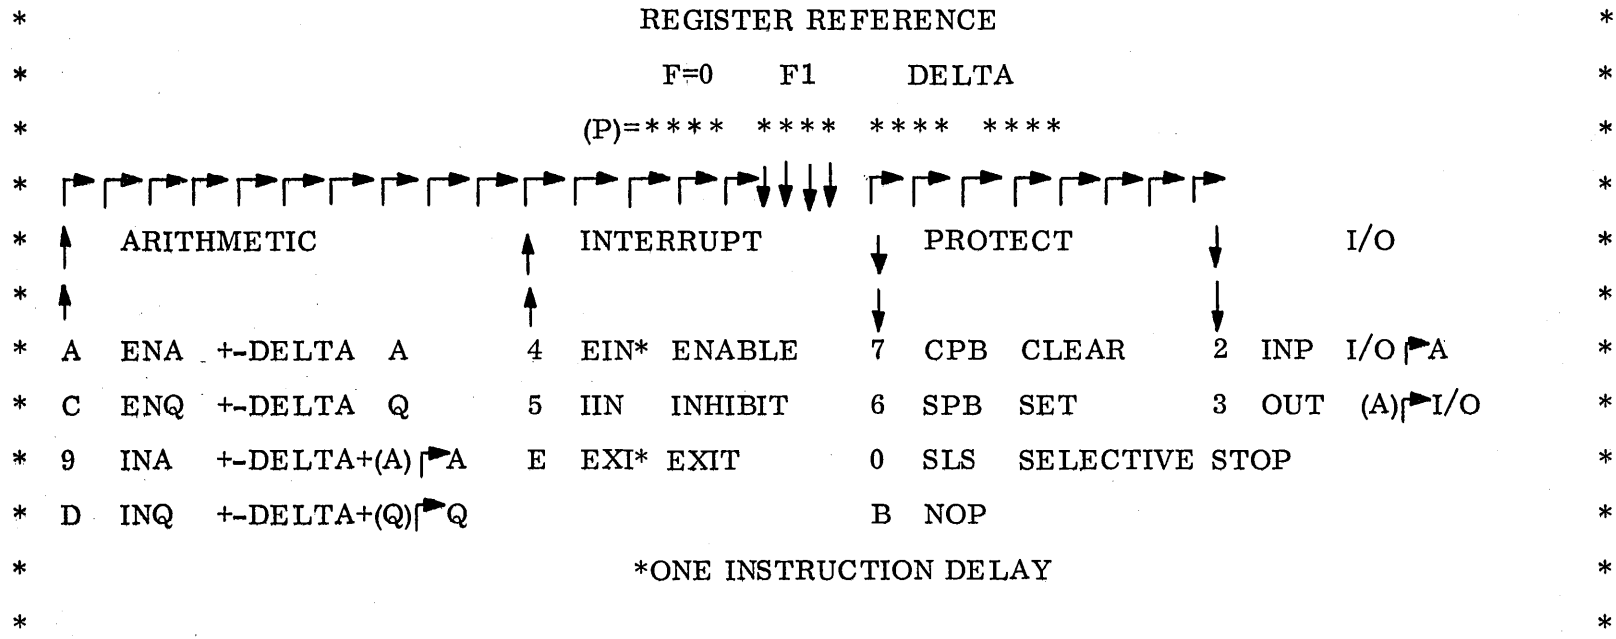 * REGISTER REFERENCE *
* F=0 F1 DELTA *
* (P)=**** **** **** **** *
* *
* ARITHMETIC INTERRUPT PROTECT I/O *
* *
* A ENA +-DELTA A 4 EIN* ENABLE 7 CPB CLEAR 2 INP I/O A *
* C ENQ +-DELTA Q 5 IIN INHIBIT 6 SPB SET 3 OUT (A) I/O *
* 9 INA +-DELTA+(A) A E EXI* EXIT 0 SLS SELECTIVE STOP *
* D INQ +-DELTA+(Q) Q B NOP *
* *ONE INSTRUCTION DELAY *
* *